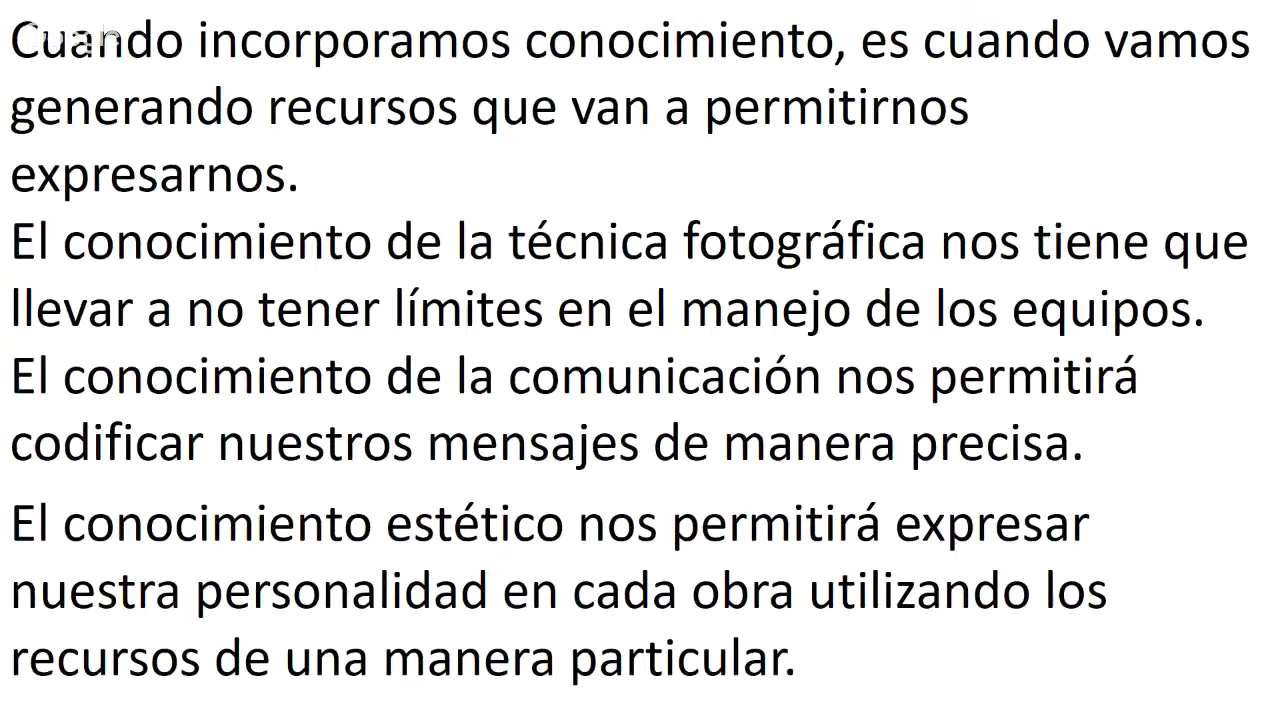 Cuando incorporamos conocimiento, es cuando vamos
generando recursos que van a permitirnos
expresarnos.
El conocimiento de la técnica fotográfica nos tiene que
llevar a no tener límites en el manejo de los equipos.
El conocimiento de la comunicación nos permitirá
codificar nuestros mensajes de manera precisa.
El conocimiento estético nos permitirá expresar
nuestra personalidad en cada obra utilizando los
recursos de una manera particular.
Google